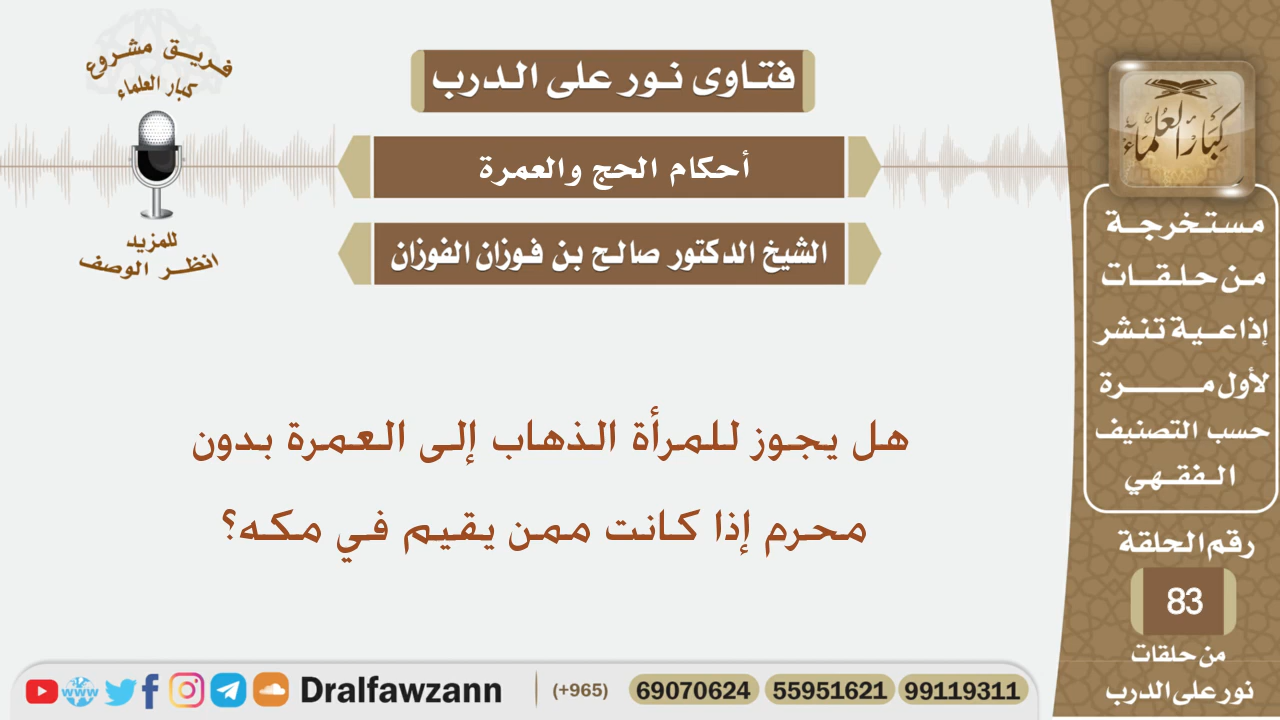 فريق مشروع
كبار العلماء
للمزيد
انظر الوصف
فتاوى نور على الدرب
أحكام الحج والعمرة
الشيخ الدكتور صالح بن فوزان الفوزان
هل يجوز للمرأة الذهاب إلى العمرة بدون
محرم إذا كانت ممن يقيم في مكه؟
كبار العلماء
مستخرجة
من حلقات
إذاعية تنشر
لأول مرة
حسب التصنيف
الفقهي
رقم الحلقة
83
من حلقات
نور على الدرب
www Dralfawzann (+965) 69070624 55951621 99119311